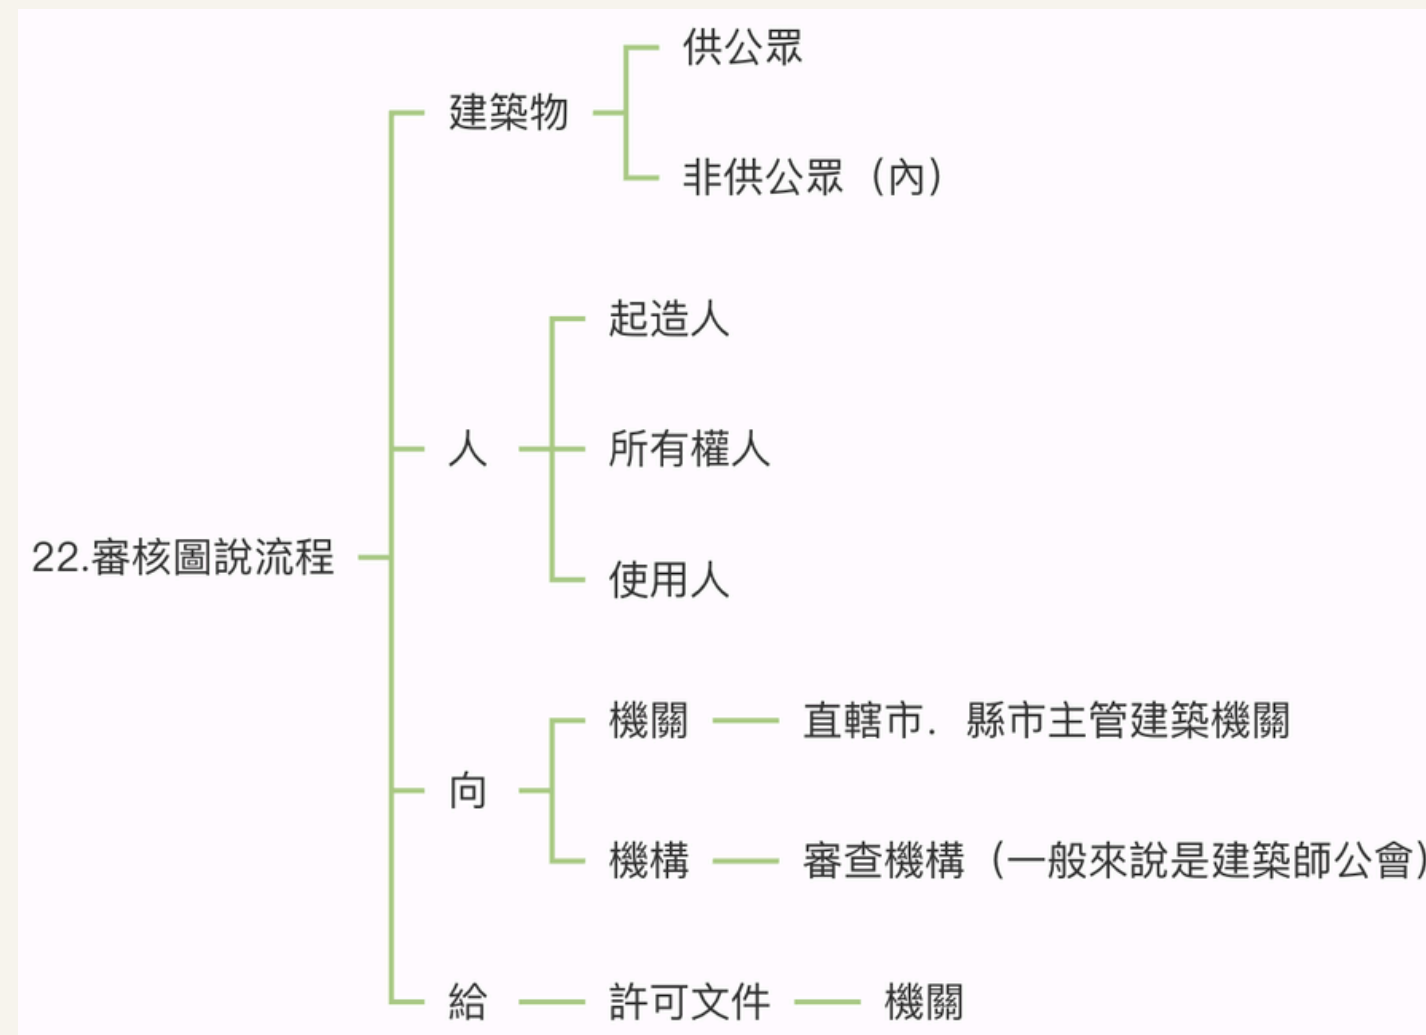 供公眾
建築物
非供公眾（內）
起造人
人
所有權人
22.審核圖說流程
使用人
機關
直轄市．縣市主管建築機關
向
機構
審查機構（一般來說是建築師公會）
給
許可文件
機關